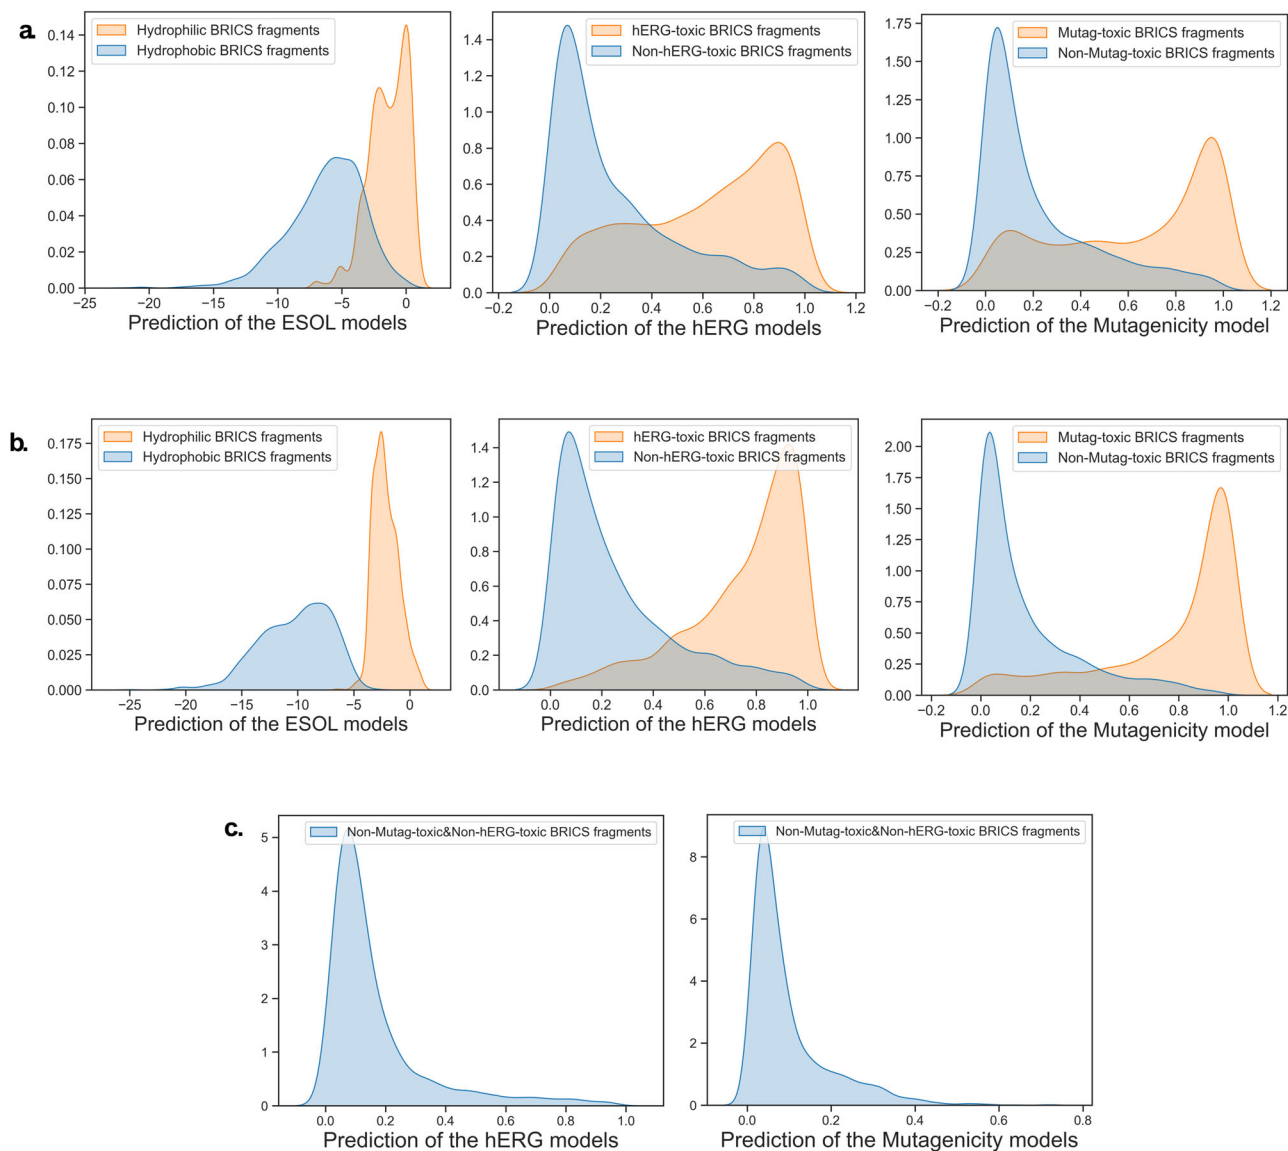 a.
Hydrophilic BRICS fragments
Hydrophobic BRICS fragments
0.14
0.12
0.10
0.08
0.06
0.04
0.02
0.00
−25 −20 −15 −10 −5 0
Prediction of the ESOL models
hERG-toxic BRICS fragments
Non-hERG-toxic BRICS fragments
1.4
1.2
1.0
0.8
0.6
0.4
0.2
0.0
−0.2 0.0 0.2 0.4 0.6 0.8 1.0 1.2
Prediction of the hERG models
Mutag-toxic BRICS fragments
Non-Mutag-toxic BRICS fragments
1.75
1.50
1.25
1.00
0.75
0.50
0.25
0.00
−0.2 0.0 0.2 0.4 0.6 0.8 1.0 1.2
Prediction of the Mutagenicity model
b.
Hydrophilic BRICS fragments
Hydrophobic BRICS fragments
0.175
0.150
0.125
0.100
0.075
0.050
0.025
0.000
−25 −20 −15 −10 −5 0
Prediction of the ESOL models
hERG-toxic BRICS fragments
Non-hERG-toxic BRICS fragments
1.4
1.2
1.0
0.8
0.6
0.4
0.2
0.0
0.0 0.2 0.4 0.6 0.8 1.0
Prediction of the hERG models
Mutag-toxic BRICS fragments
Non-Mutag-toxic BRICS fragments
2.00
1.75
1.50
1.25
1.00
0.75
0.50
0.25
0.00
−0.2 0.0 0.2 0.4 0.6 0.8 1.0 1.2
Prediction of the Mutagenicity model
c.
Non-Mutag-toxic&Non-hERG-toxic BRICS fragments
5
4
3
2
1
0
0.0 0.2 0.4 0.6 0.8 1.0
Prediction of the hERG models
Non-Mutag-toxic&Non-hERG-toxic BRICS fragments
8
6
4
2
0
0.0 0.2 0.4 0.6 0.8
Prediction of the Mutagenicity models